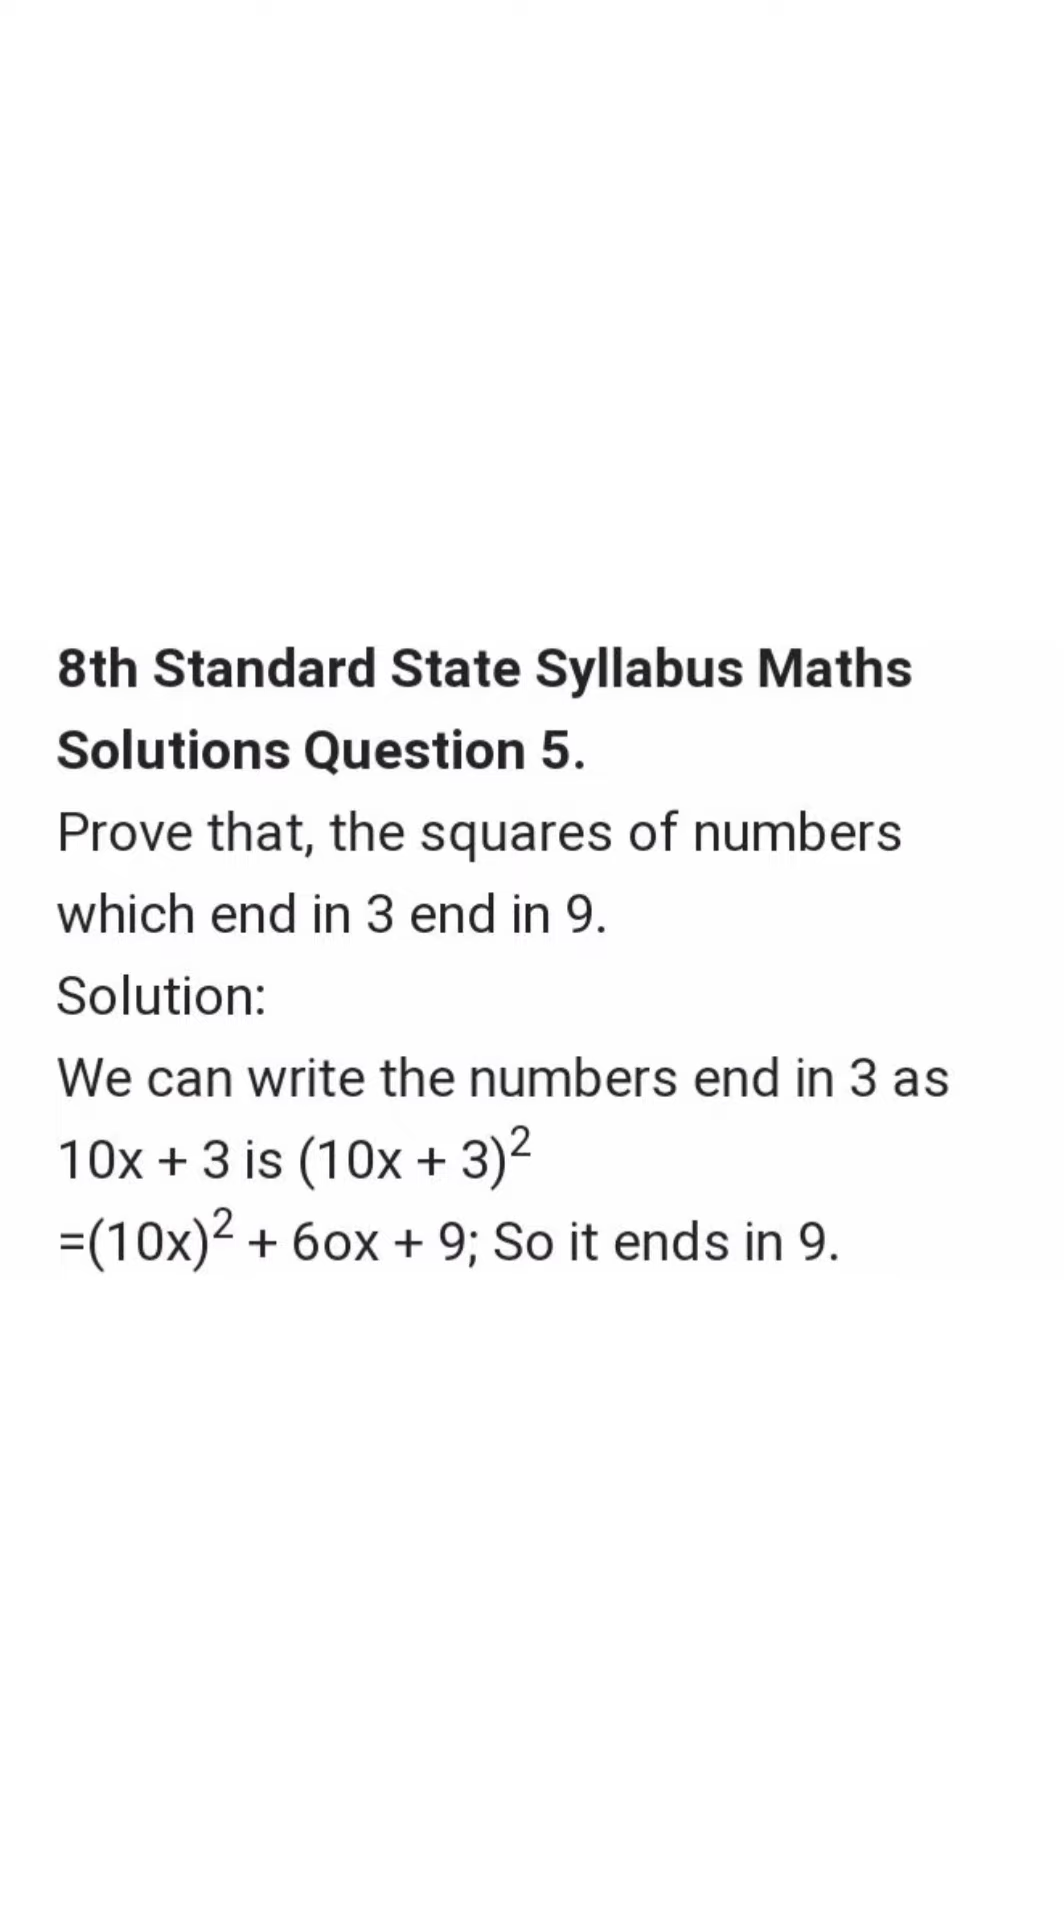 8th Standard State Syllabus Maths
Solutions Question 5.
Prove that, the squares of numbers
which end in 3 end in 9.
Solution:
We can write the numbers end in 3 as
10x + 3 is (10x + 3)²
=(10x)² + 6ox + 9; So it ends in 9.